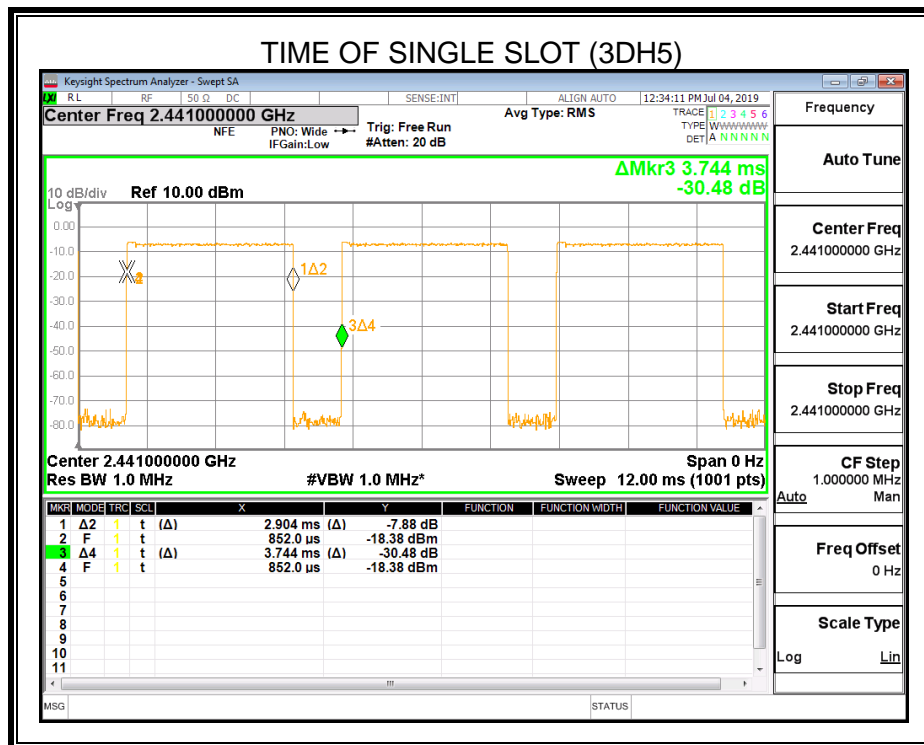 TIME OF SINGLE SLOT (3DH5)
Keysight Spectrum Analyzer - Swept SA
LXI RL RF 50 Ω DC SENSE:INT ALIGN AUTO 12:34:11 PM Jul 04, 2019
Center Freq 2.441000000 GHz
NFE
PNO: Wide
IFGain:Low
Trig: Free Run
#Atten: 20 dB
Avg Type: RMS
TRACE 1 2 3 4 5 6
TYPE WWWWWW
DET A N N N N N
ΔMkr3 3.744 ms
-30.48 dB
10 dB/div Ref 10.00 dBm
Log
0.00
-10.0
-20.0
-30.0
-40.0
-50.0
-60.0
-70.0
-80.0
1Δ2
3Δ4
Center 2.441000000 GHz Span 0 Hz
Res BW 1.0 MHz #VBW 1.0 MHz* Sweep 12.00 ms (1001 pts)
MKR MODE TRC SCL X Y FUNCTION FUNCTION WIDTH FUNCTION VALUE
1 Δ2 1 t (Δ) 2.904 ms (Δ) -7.88 dB
2 F 1 t 852.0 µs -18.38 dBm
3 Δ4 1 t (Δ) 3.744 ms (Δ) -30.48 dB
4 F 1 t 852.0 µs -18.38 dBm
5
6
7
8
9
10
11
MSG STATUS
Frequency
Auto Tune
Center Freq
2.441000000 GHz
Start Freq
2.441000000 GHz
Stop Freq
2.441000000 GHz
CF Step
1.000000 MHz
Auto Man
Freq Offset
0 Hz
Scale Type
Log Lin